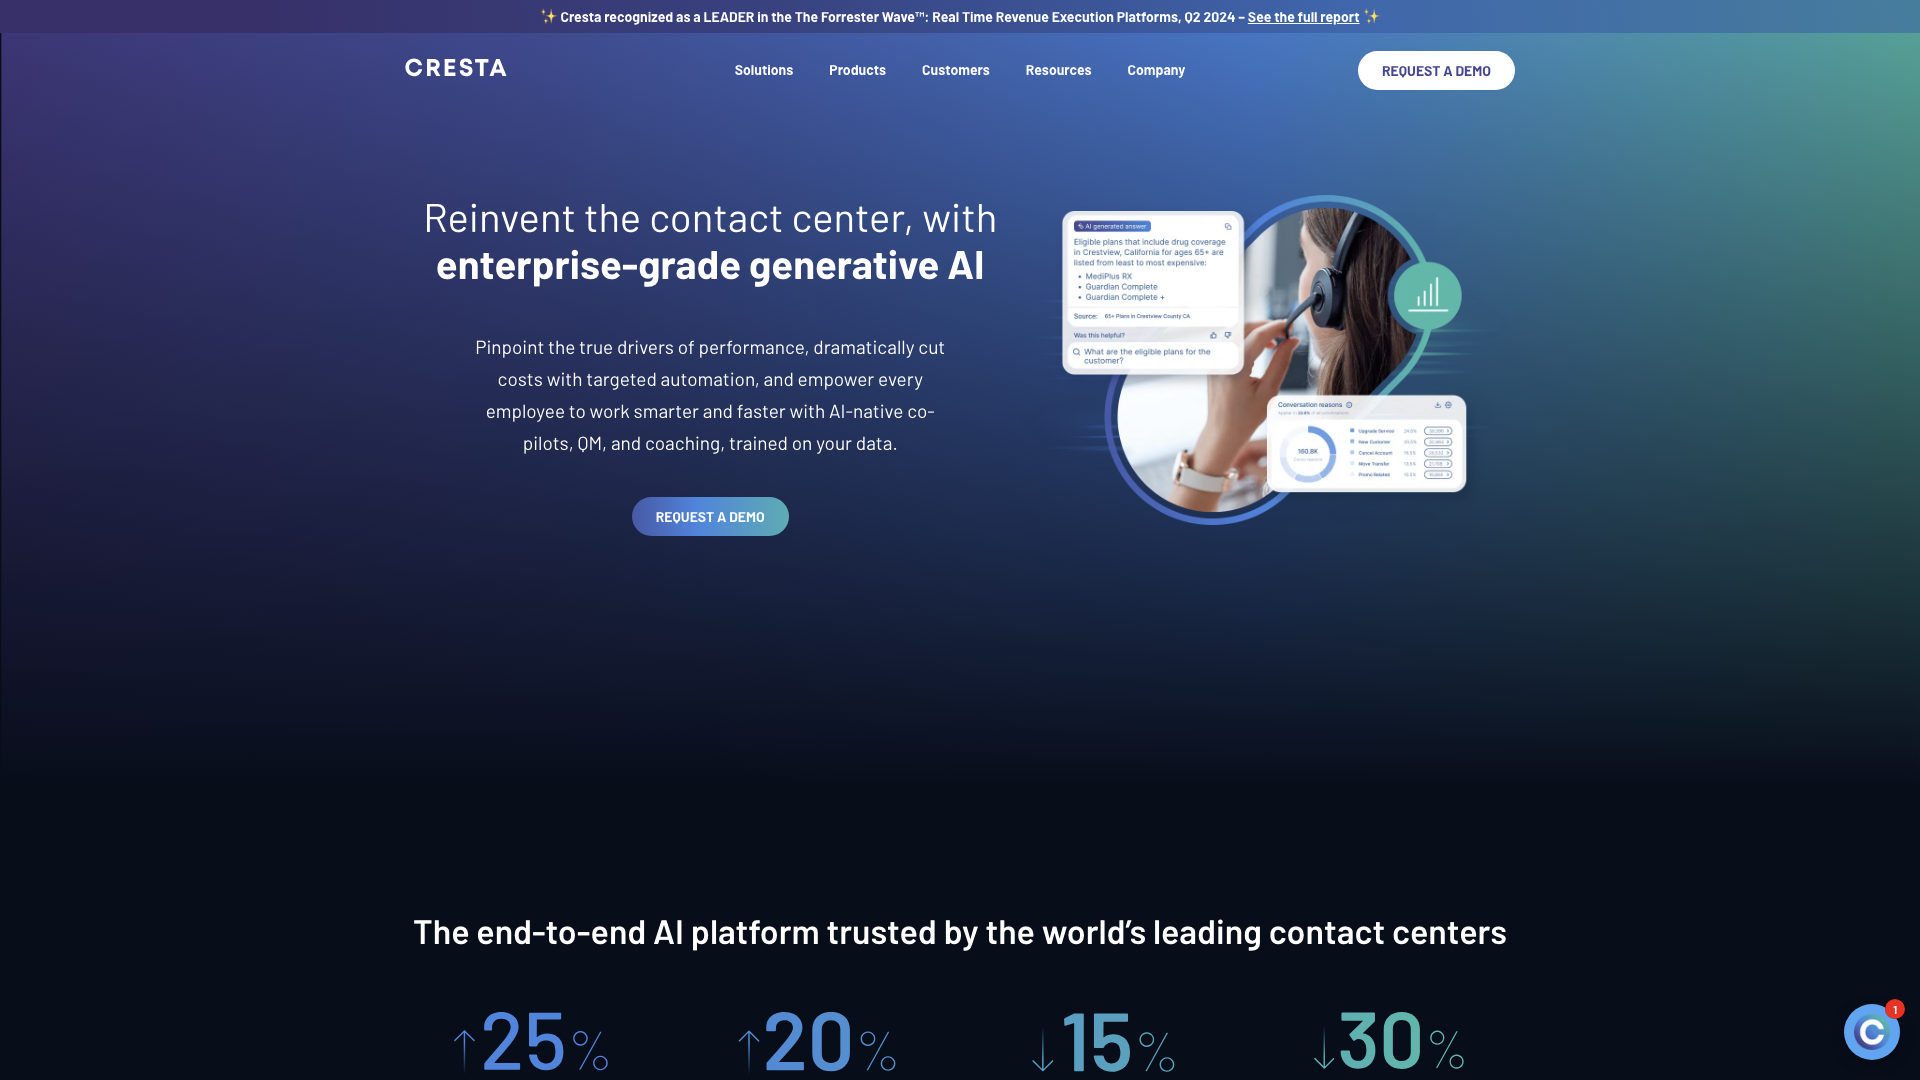 ✨ Cresta recognized as a LEADER in the The Forrester Wave™: Real Time Revenue Execution Platforms, Q2 2024 – See the full report ✨
CRESTA
Solutions
Products
Customers
Resources
Company
REQUEST A DEMO
Reinvent the contact center, with
enterprise-grade generative AI
Pinpoint the true drivers of performance, dramatically cut
costs with targeted automation, and empower every
employee to work smarter and faster with AI-native co-
pilots, QM, and coaching, trained on your data.
REQUEST A DEMO
AI generated answer
Eligible plans that include drug coverage
in Crestview, California for ages 65+ are
listed from least to most expensive:
• MediPlus RX
• Guardian Complete
• Guardian Complete +
Source: 65+ Plans in Crestview County CA
Was this helpful?
What are the eligible plans for the
customer?
Conversation reasons
160.8K
Upgrade Service
New Customer
Cancel Account
Move Transfer
Promo Related
The end-to-end AI platform trusted by the world's leading contact centers
↑25%
↑20%
↓15%
↓30%
C
1